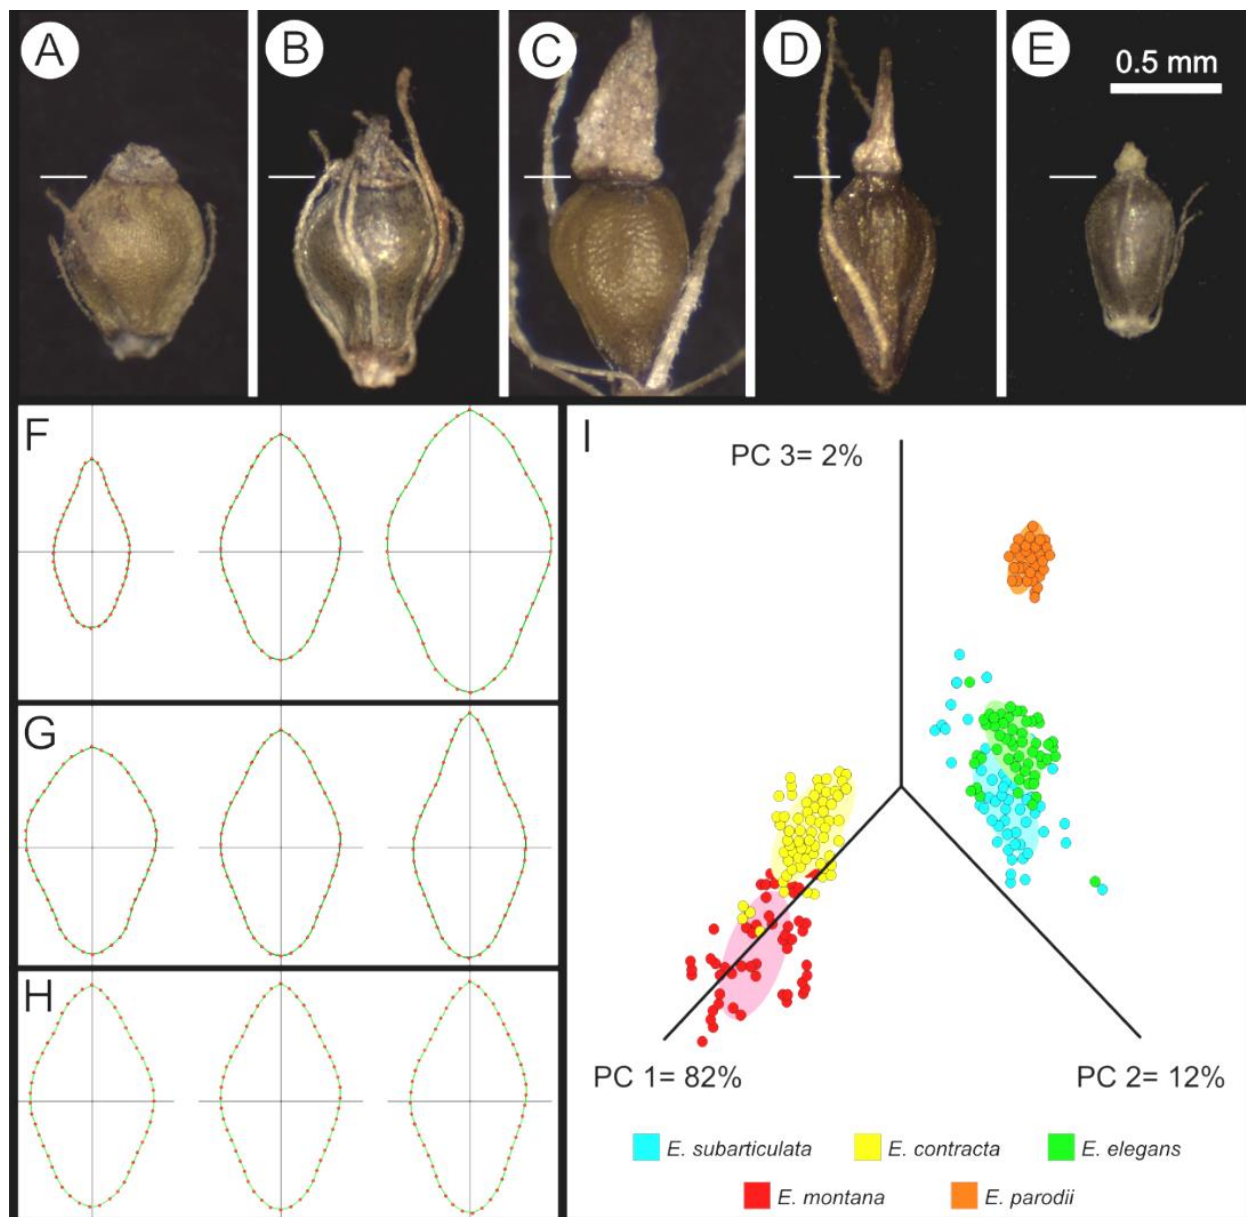 A
B
C
D
E
0.5 mm
F
G
H
I
PC 3= 2%
PC 1= 82%
PC 2= 12%
E. subarticulata
E. contracta
E. elegans
E. montana
E. parodii